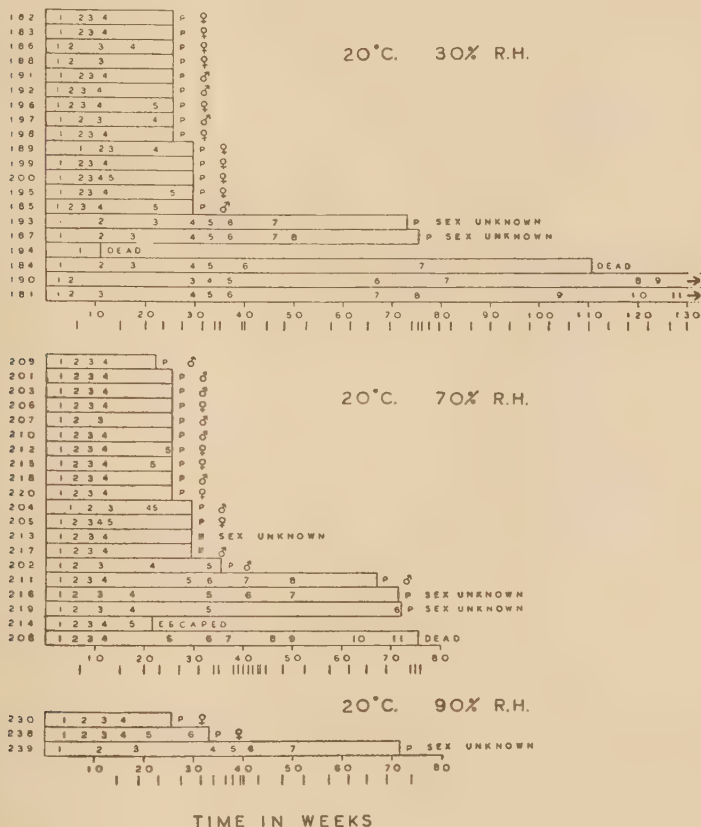 182 1 2 3 4 P ♀
183 1 2 3 4 P ♀
186 1 2 3 4 P ♀
188 1 2 3 P ♀
191 1 2 3 4 P ♂
192 1 2 3 4 P ♂
196 1 2 3 4 5 P ♀
197 1 2 3 4 P ♂
198 1 2 3 4 P ♀
189 1 2 3 4 P ♀
199 1 2 3 4 P ♀
200 1 2 3 4 5 P ♀
195 1 2 3 4 5 P ♀
185 1 2 3 4 5 P ♂
193 1 2 3 4 5 6 7 P SEX UNKNOWN
187 1 2 3 4 5 6 7 8 P SEX UNKNOWN
194 1 DEAD
184 1 2 3 4 5 6 7 DEAD
190 1 2 3 4 5 6 7 8 9
181 1 2 3 4 5 6 7 8 9 10 11
20°C. 30% R.H.
10 20 30 40 50 60 70 80 90 100 110 120 130
209 1 2 3 4 P ♂
201 1 2 3 4 P ♂
203 1 2 3 4 P ♂
206 1 2 3 4 P ♀
207 1 2 3 P ♂
210 1 2 3 4 P ♂
212 1 2 3 4 5 P ♀
215 1 2 3 4 5 P ♀
218 1 2 3 4 P ♂
220 1 2 3 4 P ♀
204 1 2 3 4 5 P ♂
205 1 2 3 4 5 P ♀
213 1 2 3 4 SEX UNKNOWN
217 1 2 3 4 ♂
202 1 2 3 4 5 P ♂
211 1 2 3 4 5 6 7 8 P ♂
216 1 2 3 4 5 6 7 P SEX UNKNOWN
219 1 2 3 4 5 6 P SEX UNKNOWN
214 1 2 3 4 5 ESCAPED
208 1 2 3 4 5 6 7 8 9 10 11 DEAD
20°C. 70% R.H.
10 20 30 40 50 60 70 80
20°C. 90% R.H.
230 1 2 3 4 P ♀
238 1 2 3 4 5 6 P ♀
239 1 2 3 4 5 6 7 P SEX UNKNOWN
10 20 30 40 50 60 70 80
TIME IN WEEKS